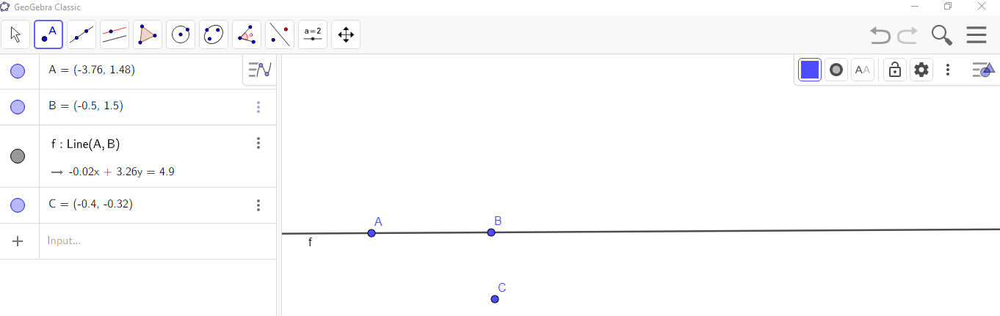 GeoGebra Classic
A
α
a=2
A = (-3.76, 1.48)
AA
B = (-0.5, 1.5)
f : Line(A, B)
→ -0.02x + 3.26y = 4.9
C = (-0.4, -0.32)
+ Input...
A
B
f
C